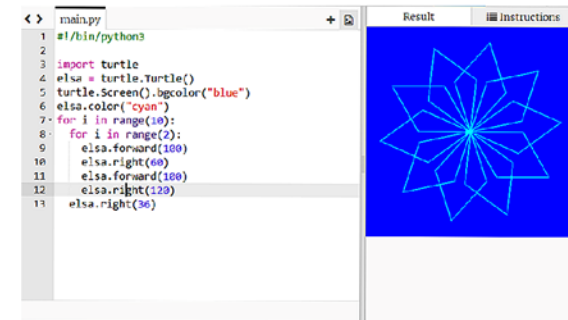 main.py
Result
Instructions
1 #!/bin/python3
2
3 import turtle
4 elsa = turtle.Turtle()
5 turtle.Screen().bgcolor("blue")
6 elsa.color("cyan")
7 for i in range(10):
8 for i in range(2):
9 elsa.forward(100)
10 elsa.right(60)
11 elsa.forward(100)
12 elsa.right(120)
13 elsa.right(36)